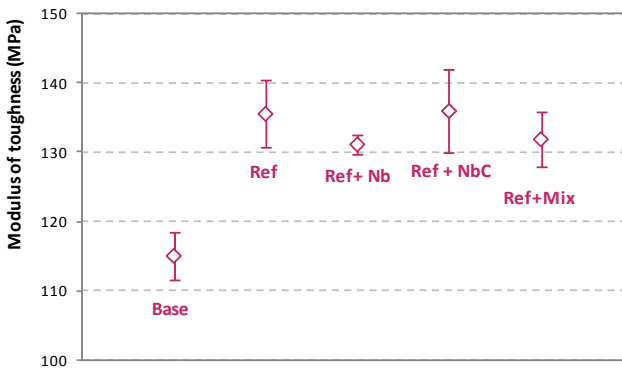 Modulus of toughness (MPa)
150
140
130
120
110
100
Base
Ref
Ref+ Nb
Ref + NbC
Ref+Mix